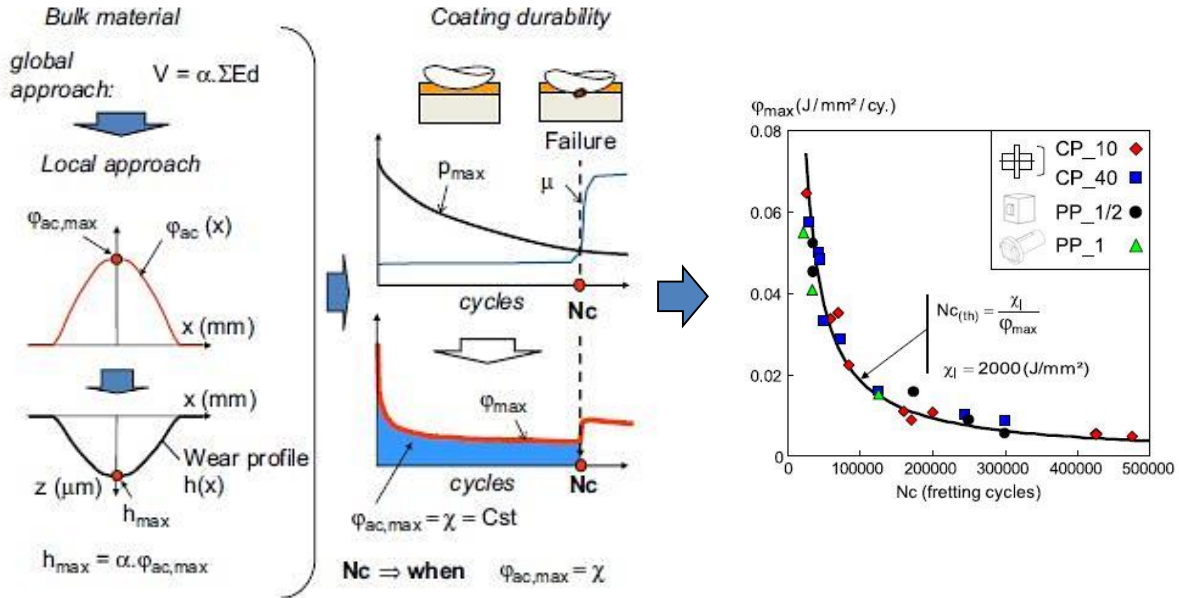 Bulk material
global approach:
V = α.ΣEd
Local approach
φac,max
φac (x)
x (mm)
x (mm)
Wear profile
h(x)
z (μm)
hmax
hmax = α.φac,max
Coating durability
Failure
pmax
μ
cycles
Nc
φmax
cycles
Nc
φac,max = χ = Cst
Nc ⇒ when φac,max = χ
φmax (J/mm²/cy.)
0.08
0.06
0.04
0.02
0
0
100000
200000
300000
400000
500000
Nc (fretting cycles)
CP_10
CP_40
PP_1/2
PP_1
Nc(th) = χl / φmax
χl = 2000 (J/mm²)